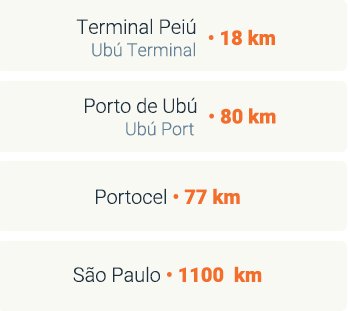 Terminal Peiú • 18 km
Ubú Terminal
Porto de Ubú • 80 km
Ubú Port
Portocel • 77 km
São Paulo • 1100 km